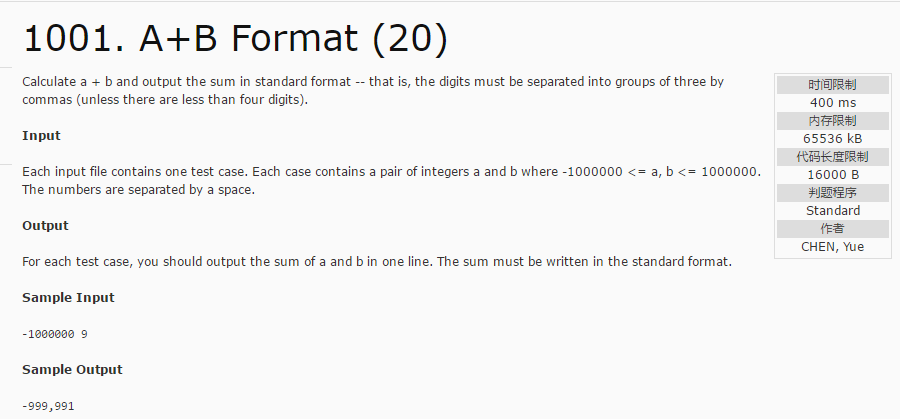 1001. A+B Format (20)
Calculate a + b and output the sum in standard format -- that is, the digits must be separated into groups of three by
commas (unless there are less than four digits).
Input
Each input file contains one test case. Each case contains a pair of integers a and b where -1000000 <= a, b <= 1000000.
The numbers are separated by a space.
Output
For each test case, you should output the sum of a and b in one line. The sum must be written in the standard format.
Sample Input
-1000000 9
Sample Output
-999,991
时间限制
400 ms
内存限制
65536 kB
代码长度限制
16000 B
判题程序
Standard
作者
CHEN, Yue